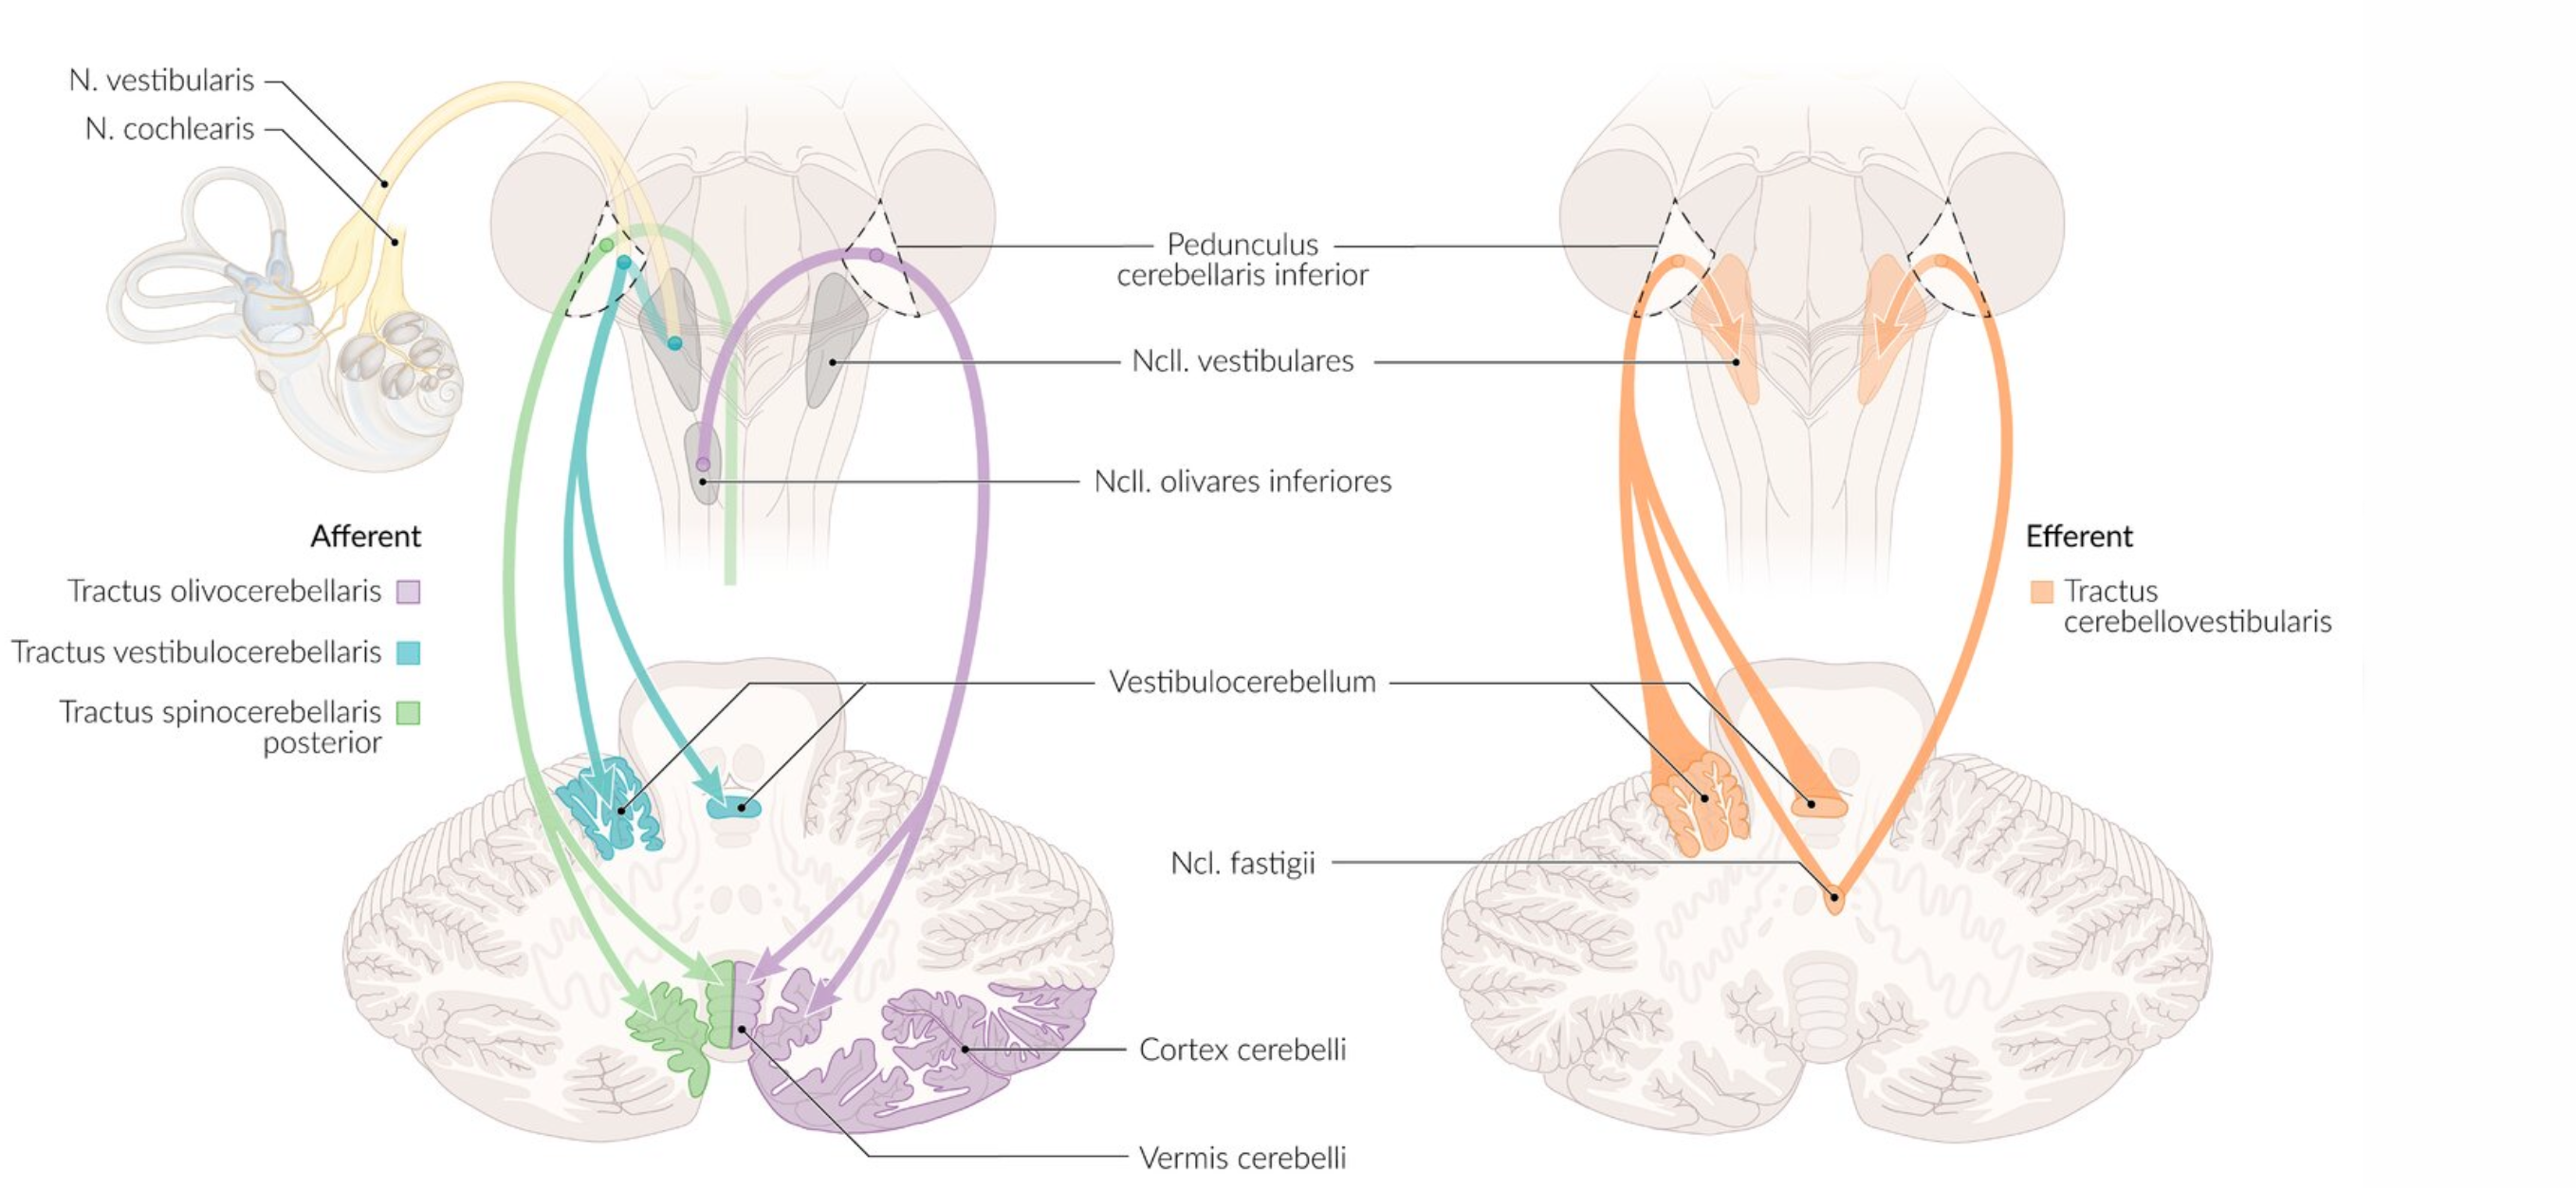 N. vestibularis
N. cochlearis
Pedunculus
cerebellaris inferior
Ncll. vestibulares
Ncll. olivares inferiores
Afferent
Tractus olivocerebellaris
Tractus vestibulocerebellaris
Tractus spinocerebellaris
posterior
Efferent
Tractus
cerebellovestibularis
Vestibulocerebellum
Ncl. fastigii
Cortex cerebelli
Vermis cerebelli